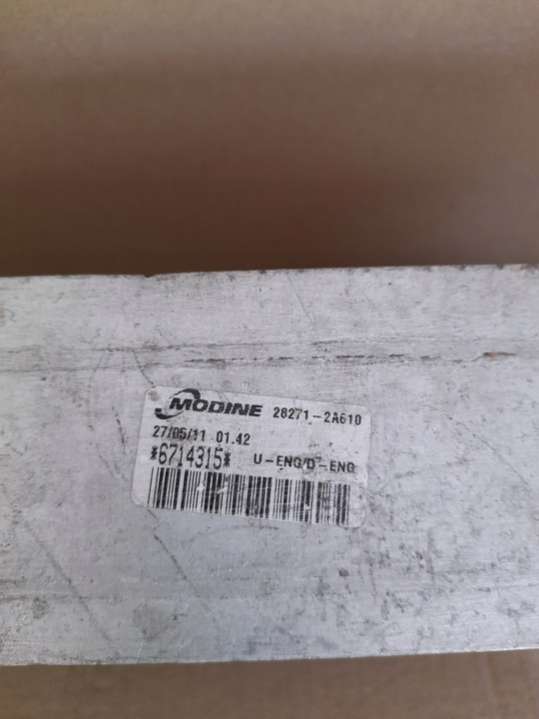 MODINE 28271-2A610
27/05/11 01.42
*6714315* U-ENG/D-ENG